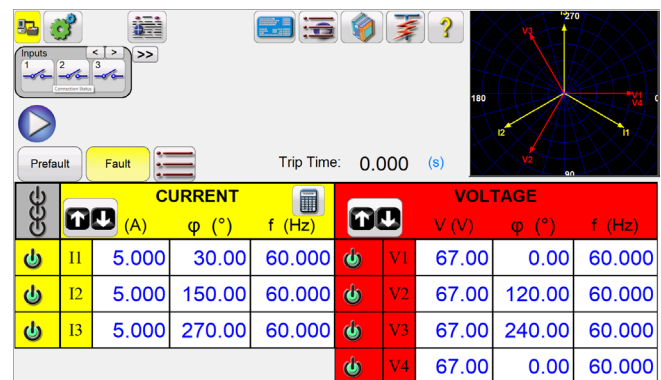 Inputs < > >>
1 2 3
Connection Status
I3 270
V3
180 V1 0
V4
I2 I1
V2
90
Prefault Fault Trip Time: 0.000 (s)
CURRENT VOLTAGE
(A) φ (°) f (Hz) V (V) φ (°) f (Hz)
I1 5.000 30.00 60.000 V1 67.00 0.00 60.000
I2 5.000 150.00 60.000 V2 67.00 120.00 60.000
I3 5.000 270.00 60.000 V3 67.00 240.00 60.000
V4 67.00 0.00 60.000